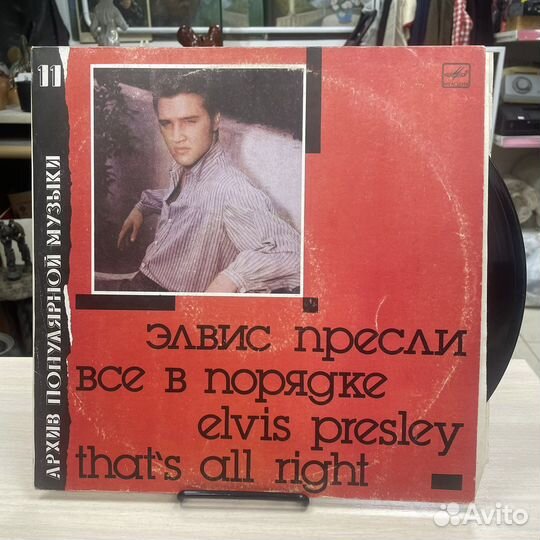 11
АРХИВ ПОПУЛЯРНОЙ МУЗЫКИ
элвис пресли
все в порядке
elvis presley
that's all right
Avito